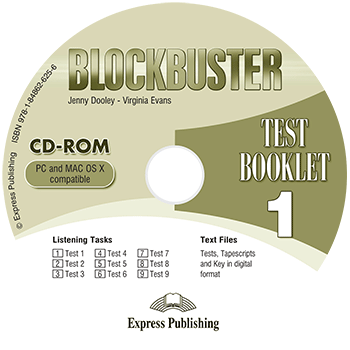 BLOCKBUSTER
Jenny Dooley - Virginia Evans
CD-ROM
PC and MAC OS X
compatible
© Express Publishing ISBN 978-1-84862-625-6
TEST
BOOKLET
1
Listening Tasks
1 Test 1 4 Test 4 7 Test 7
2 Test 2 5 Test 5 8 Test 8
3 Test 3 6 Test 6 9 Test 9
Text Files
Tests, Tapescripts
and Key in digital
format
Express Publishing